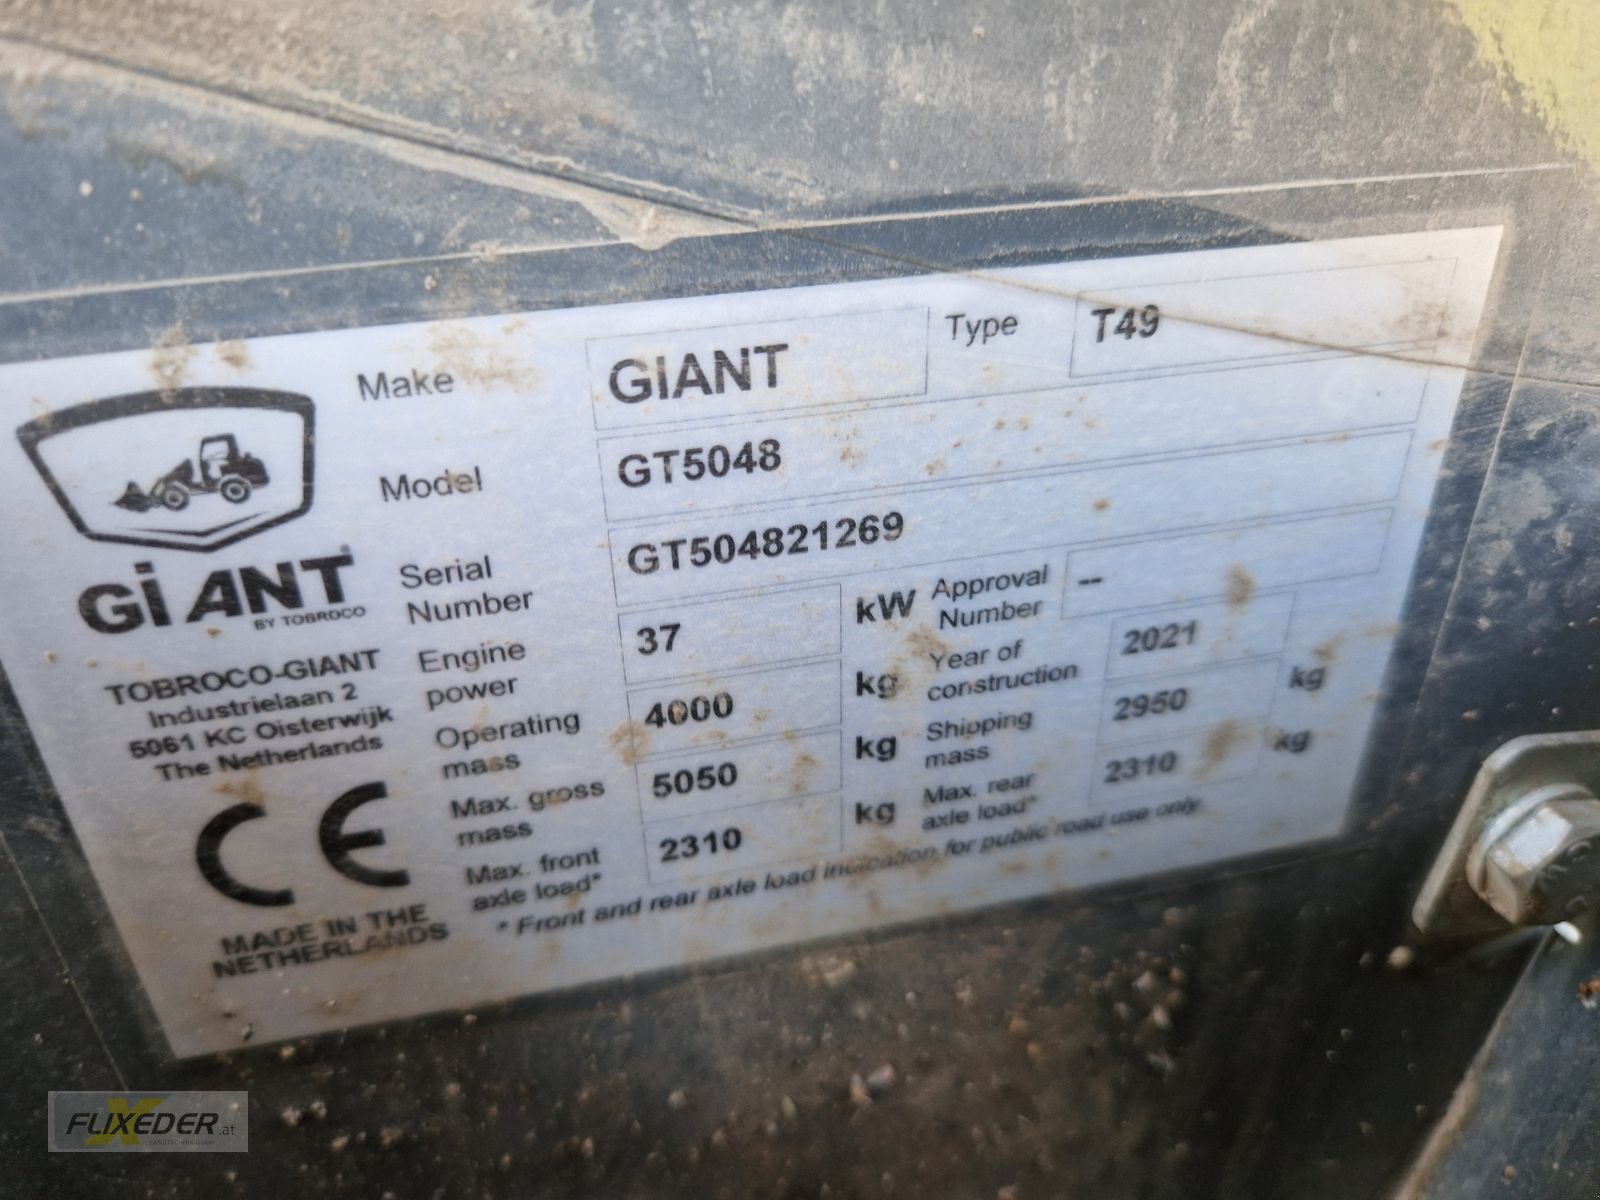 Make GIANT Type T49
Model GT5048
Serial Number GT504821269
Engine power 37 kW Approval Number --
Operating mass 4000 kg Year of construction 2021
Max. gross mass 5050 kg Shipping mass 2950 kg
Max. front axle load* 2310 kg Max. rear axle load* 2310 kg
* Front and rear axle load indication for public road use only
GiANT®
BY TOBROCO
TOBROCO-GIANT
Industrielaan 2
5061 KC Oisterwijk
The Netherlands
CE
MADE IN THE
NETHERLANDS
FLIXEDER.at
LANDTECHNIK GmbH